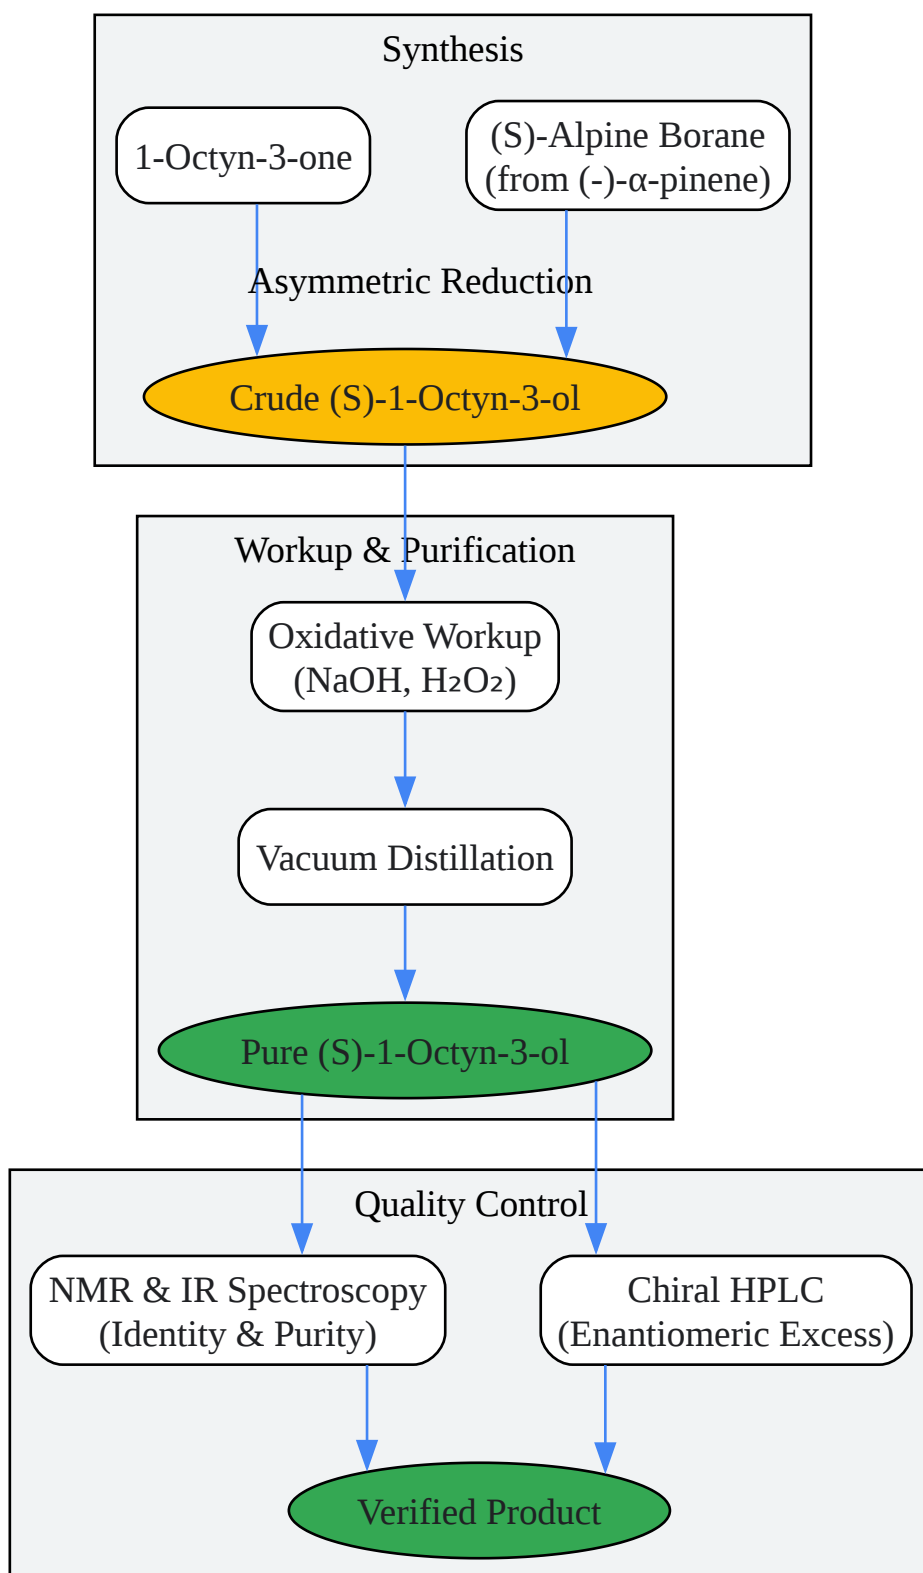 Synthesis
1-Octyn-3-one
(S)-Alpine Borane
(from (-)-α-pinene)
Asymmetric Reduction
Crude (S)-1-Octyn-3-ol
Workup & Purification
Oxidative Workup
(NaOH, H₂O₂)
Vacuum Distillation
Pure (S)-1-Octyn-3-ol
Quality Control
NMR & IR Spectroscopy
(Identity & Purity)
Chiral HPLC
(Enantiomeric Excess)
Verified Product